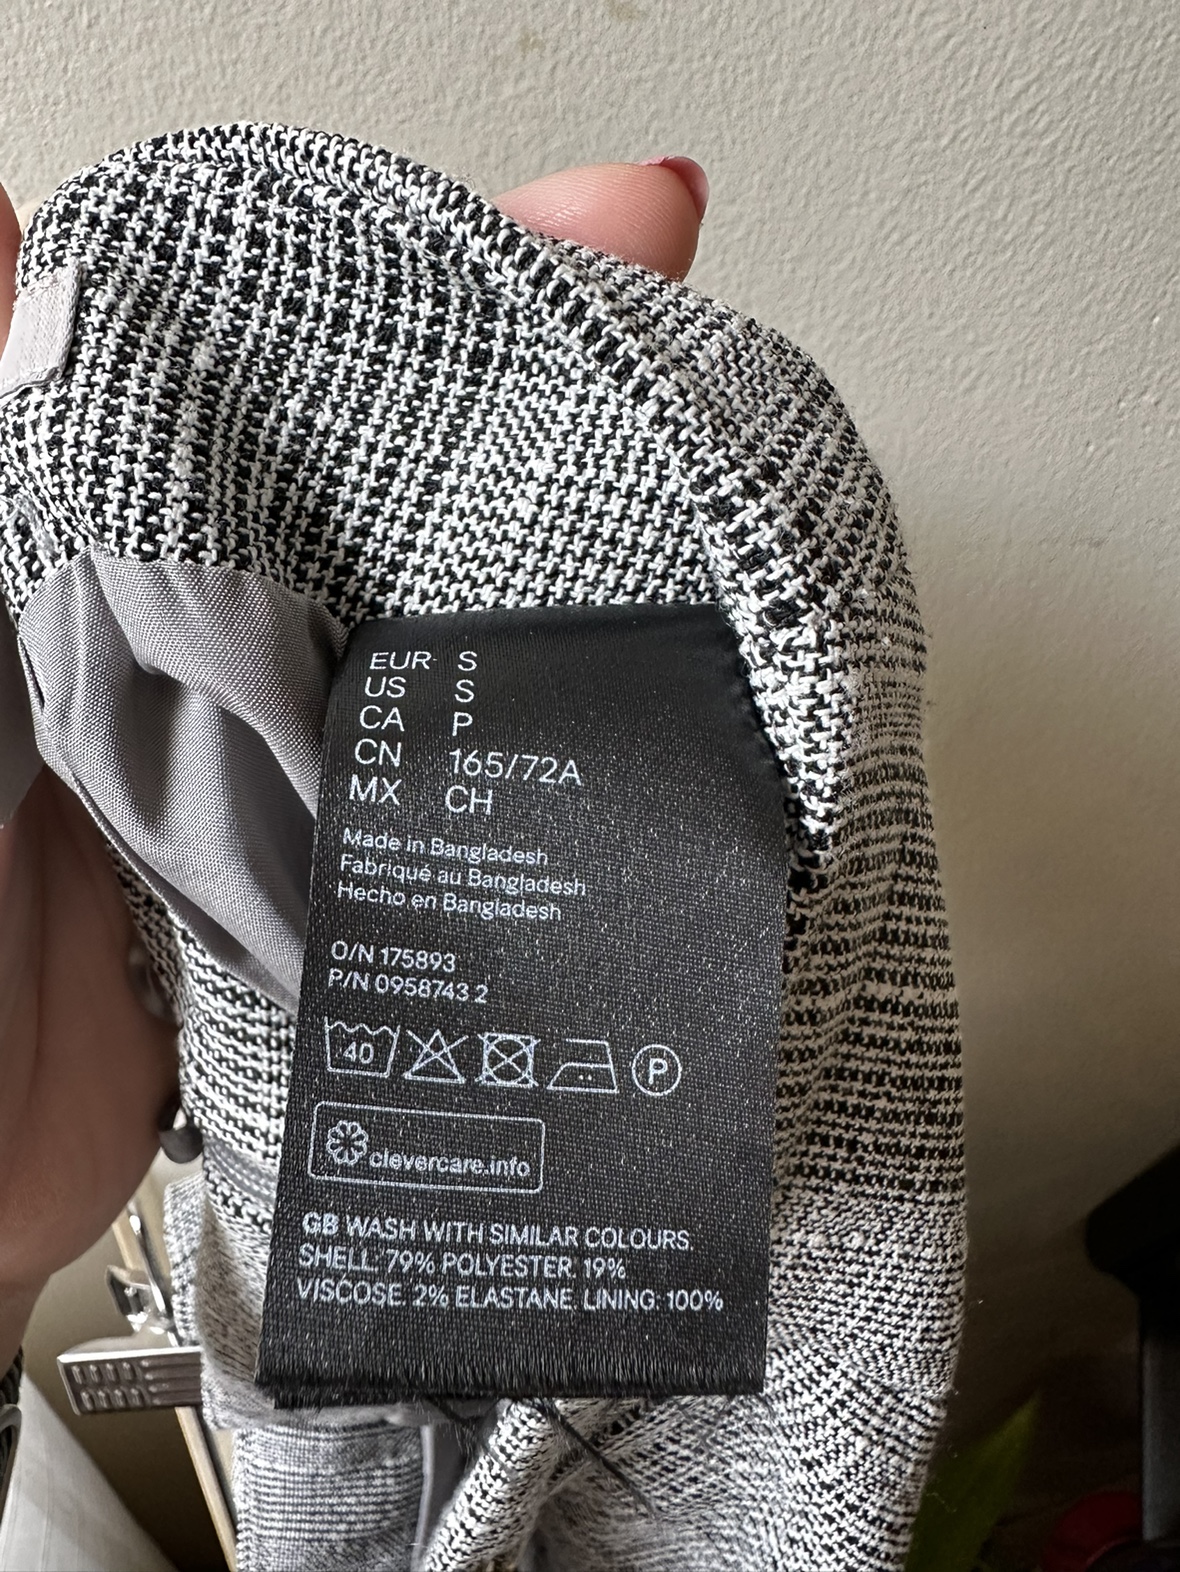 EUR S
US S
CA P
CN 165/72A
MX CH
Made in Bangladesh
Fabriqué au Bangladesh
Hecho en Bangladesh
O/N 175893
P/N 0958743 2
40
P
clevercare.info
GB WASH WITH SIMILAR COLOURS.
SHELL: 79% POLYESTER. 19%
VISCOSE. 2% ELASTANE. LINING: 100%